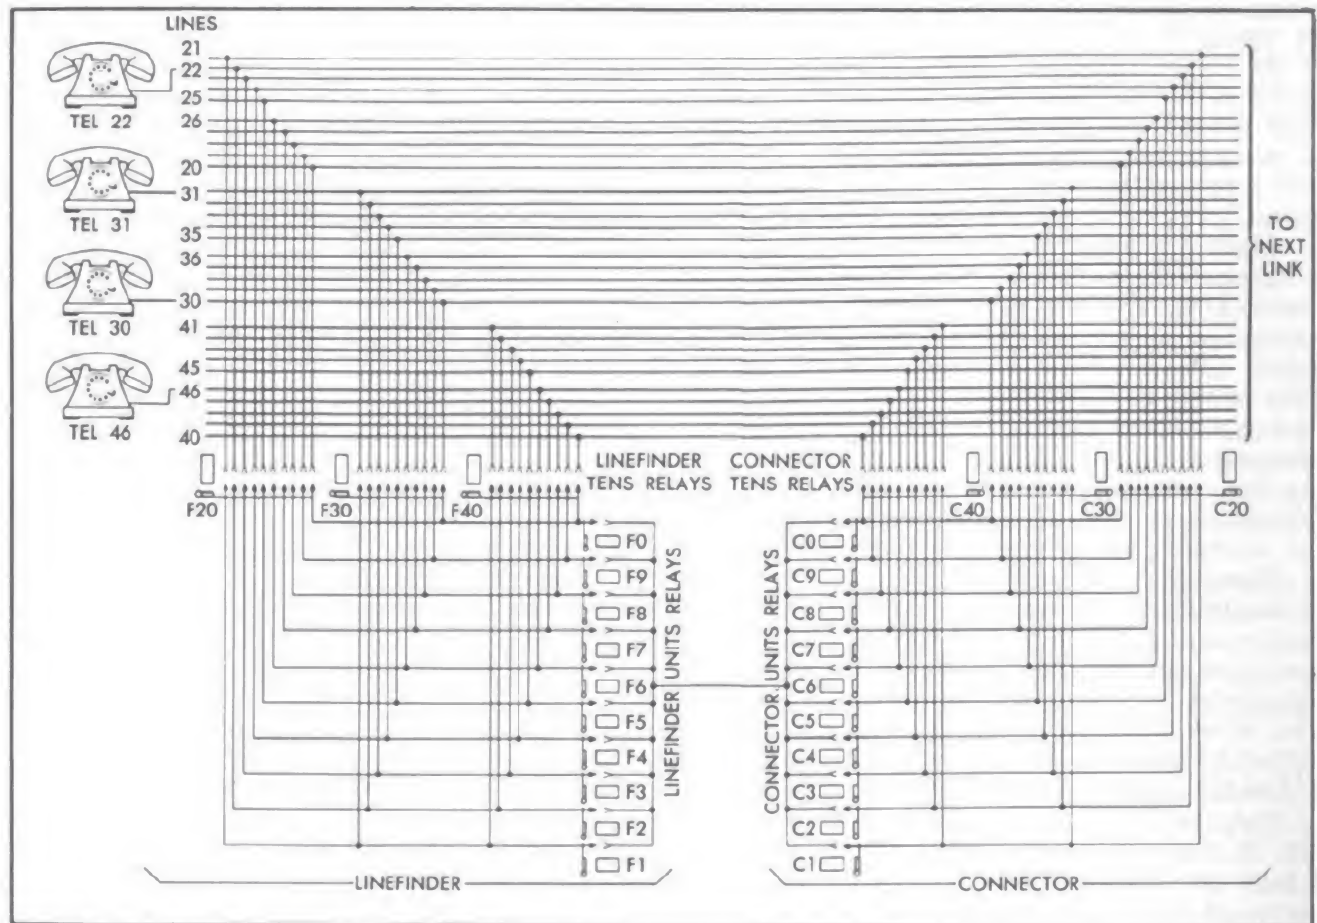 LINES
21
22
25
26
20
31
35
36
30
41
45
46
40
TEL 22
TEL 31
TEL 30
TEL 46
TO
NEXT
LINK
LINEFINDER
TENS RELAYS
CONNECTOR
TENS RELAYS
F20
F30
F40
C40
C30
C20
F0
F9
F8
F7
F6
F5
F4
F3
F2
F1
LINEFINDER UNITS RELAYS
CONNECTOR UNITS RELAYS
C0
C9
C8
C7
C6
C5
C4
C3
C2
C1
LINEFINDER
CONNECTOR